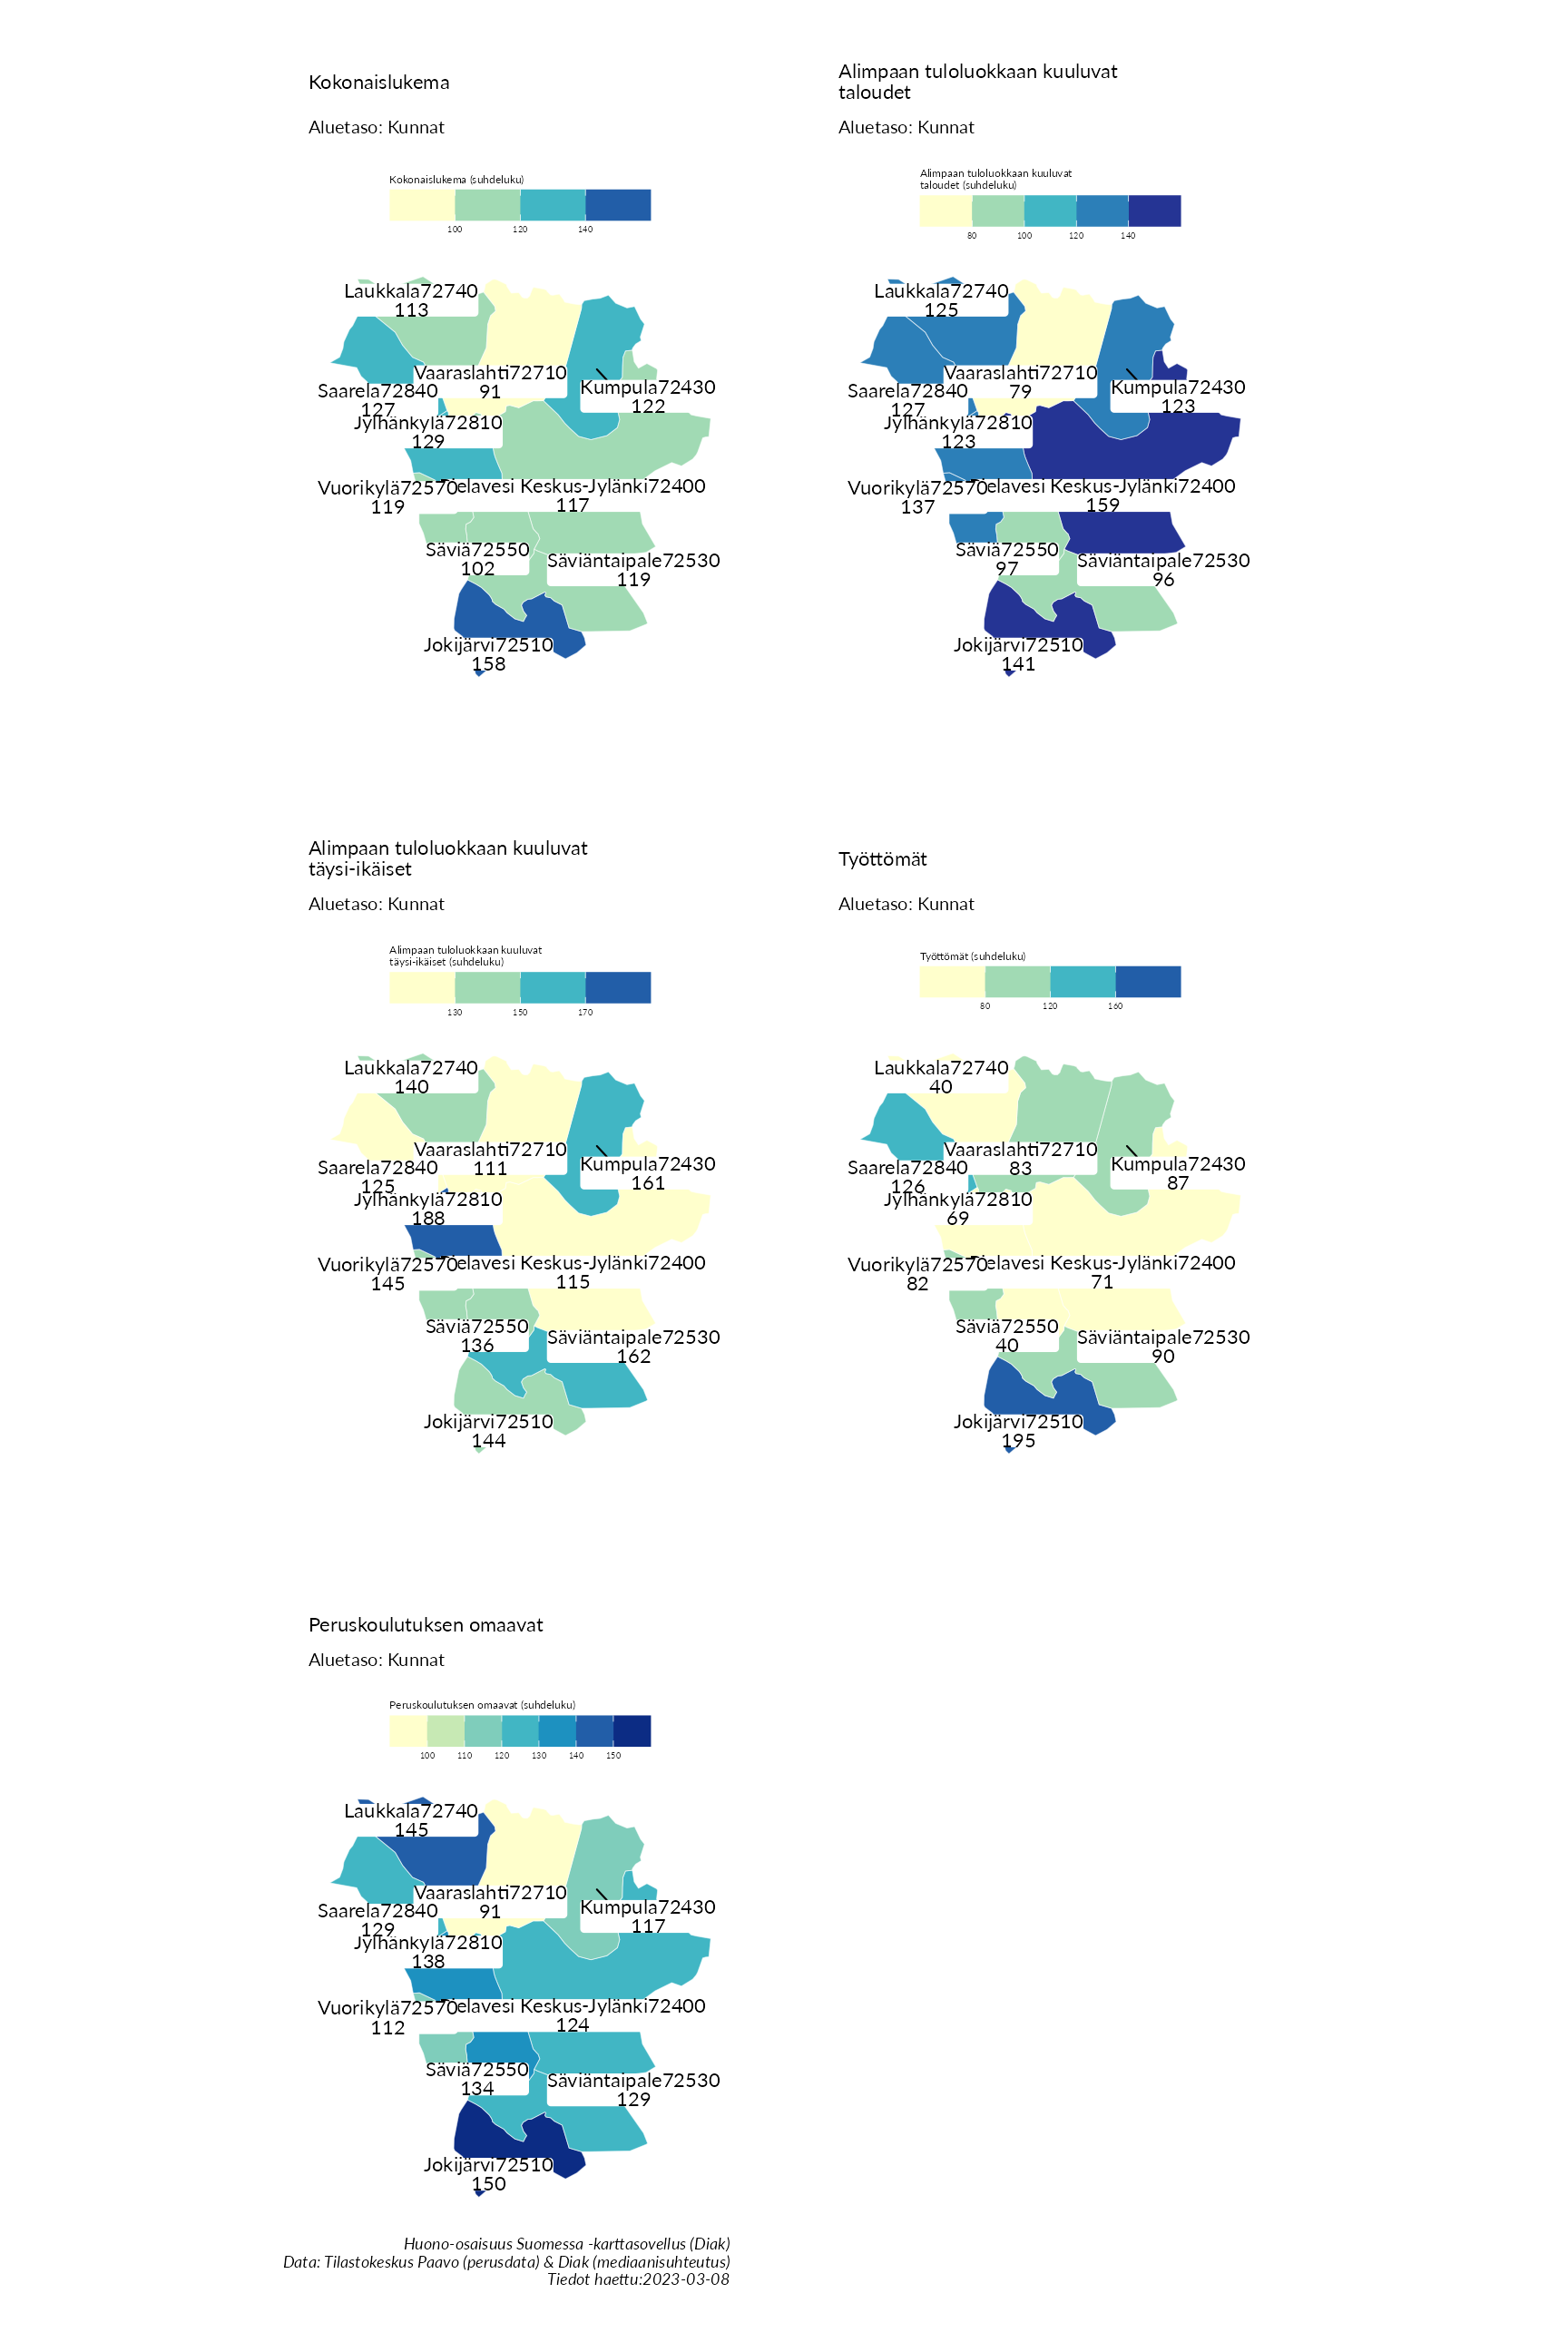 Kokonaislukema
Aluetaso: Kunnat
Kokonaislukema (suhdeluku)
100 120 140
Laukkala72740
113
Vaaraslahti72710
91
Kumpula72430
122
Saarela72840
127
Jylhänkylä72810
129
Vuorikylä72570
elavesi Keskus-Jylänki72400
119
117
Säviä72550
102
Säviäntaipale72530
119
Jokijärvi72510
158
Alimpaan tuloluokkaan kuuluvat
taloudet
Aluetaso: Kunnat
Alimpaan tuloluokkaan kuuluvat
taloudet (suhdeluku)
80 100 120 140
Laukkala72740
125
Vaaraslahti72710
79
Kumpula72430
123
Saarela72840
127
Jylhänkylä72810
123
Vuorikylä72570
elavesi Keskus-Jylänki72400
137
159
Säviä72550
97
Säviäntaipale72530
96
Jokijärvi72510
141
Alimpaan tuloluokkaan kuuluvat
täysi-ikäiset
Aluetaso: Kunnat
Alimpaan tuloluokkaan kuuluvat
täysi-ikäiset (suhdeluku)
130 150 170
Laukkala72740
140
Vaaraslahti72710
111
Kumpula72430
161
Saarela72840
125
Jylhänkylä72810
188
Vuorikylä72570
elavesi Keskus-Jylänki72400
145
115
Säviä72550
136
Säviäntaipale72530
162
Jokijärvi72510
144
Työttömät
Aluetaso: Kunnat
Työttömät (suhdeluku)
80 120 160
Laukkala72740
40
Vaaraslahti72710
83
Kumpula72430
87
Saarela72840
126
Jylhänkylä72810
69
Vuorikylä72570
elavesi Keskus-Jylänki72400
82
71
Säviä72550
40
Säviäntaipale72530
90
Jokijärvi72510
195
Peruskoulutuksen omaavat
Aluetaso: Kunnat
Peruskoulutuksen omaavat (suhdeluku)
100 110 120 130 140 150
Laukkala72740
145
Vaaraslahti72710
91
Kumpula72430
117
Saarela72840
129
Jylhänkylä72810
138
Vuorikylä72570
elavesi Keskus-Jylänki72400
112
124
Säviä72550
134
Säviäntaipale72530
129
Jokijärvi72510
150
Huono-osaisuus Suomessa -karttasovellus (Diak)
Data: Tilastokeskus Paavo (perusdata) & Diak (mediaanisuhteutus)
Tiedot haettu:2023-03-08